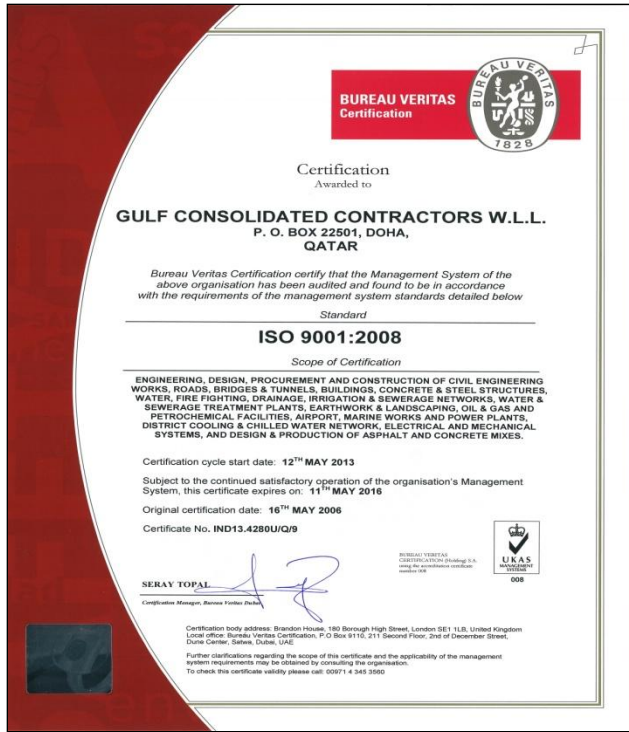 BUREAU VERITAS
Certification
BUREAU VERITAS
1828
Certification
Awarded to
GULF CONSOLIDATED CONTRACTORS W.L.L.
P. O. BOX 22501, DOHA,
QATAR
Bureau Veritas Certification certify that the Management System of the
above organisation has been audited and found to be in accordance
with the requirements of the management system standards detailed below
Standard
ISO 9001:2008
Scope of Certification
ENGINEERING, DESIGN, PROCUREMENT AND CONSTRUCTION OF CIVIL ENGINEERING
WORKS, ROADS, BRIDGES & TUNNELS, BUILDINGS, CONCRETE & STEEL STRUCTURES,
WATER, FIRE FIGHTING, DRAINAGE, IRRIGATION & SEWERAGE NETWORKS, WATER &
SEWERAGE TREATMENT PLANTS, EARTHWORK & LANDSCAPING, OIL & GAS AND
PETROCHEMICAL FACILITIES, AIRPORT, MARINE WORKS AND POWER PLANTS,
DISTRICT COOLING & CHILLED WATER NETWORK, ELECTRICAL AND MECHANICAL
SYSTEMS, AND DESIGN & PRODUCTION OF ASPHALT AND CONCRETE MIXES.
Certification cycle start date: 12TH MAY 2013
Subject to the continued satisfactory operation of the organisation's Management
System, this certificate expires on: 11TH MAY 2016
Original certification date: 16TH MAY 2006
Certificate No. IND13.4280U/Q/9
BUREAU VERITAS
CERTIFICATION (Holding) S.A.
using the accreditation certificate
number 008
UKAS
MANAGEMENT
SYSTEMS
008
SERAY TOPAL
Certification Manager, Bureau Veritas Dubai
Certification body address: Brandon House, 180 Borough High Street, London SE1 1LB, United Kingdom
Local office: Bureau Veritas Certification, P.O Box 9110, 211 Second Floor, 2nd of December Street,
Dune Center, Satwa, Dubai, UAE
Further clarifications regarding the scope of this certificate and the applicability of the management
system requirements may be obtained by consulting the organisation.
To check this certificate validity please call: 00971 4 345 3560